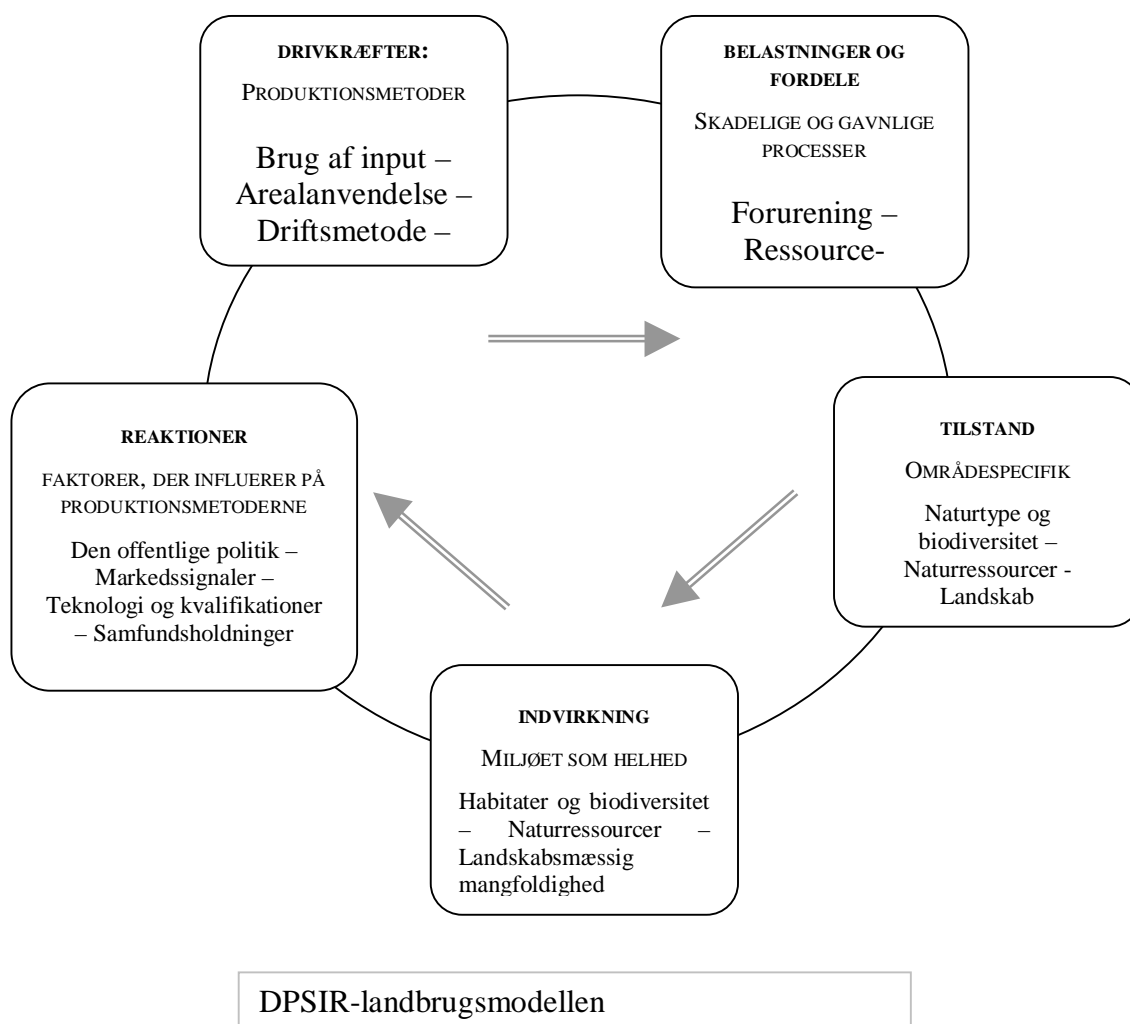 DRIVKRÆFTER:
PRODUKTIONSMETODER
Brug af input –
Arealanvendelse –
Driftsmetode –
BELASTNINGER OG
FORDELE
SKADELIGE OG GAVNLIGE
PROCESSER
Forurening –
Ressource-
TILSTAND
OMRÅDESPECIFIK
Naturtype og
biodiversitet –
Naturressourcer -
Landskab
INDVIRKNING
MILJØET SOM HELHED
Habitater og biodiversitet
– Naturressourcer –
Landskabsmæssig
mangfoldighed
REAKTIONER
FAKTORER, DER INFLUERER PÅ
PRODUKTIONSMETODERNE
Den offentlige politik –
Markedssignaler –
Teknologi og kvalifikationer
– Samfundsholdninger
DPSIR-landbrugsmodellen